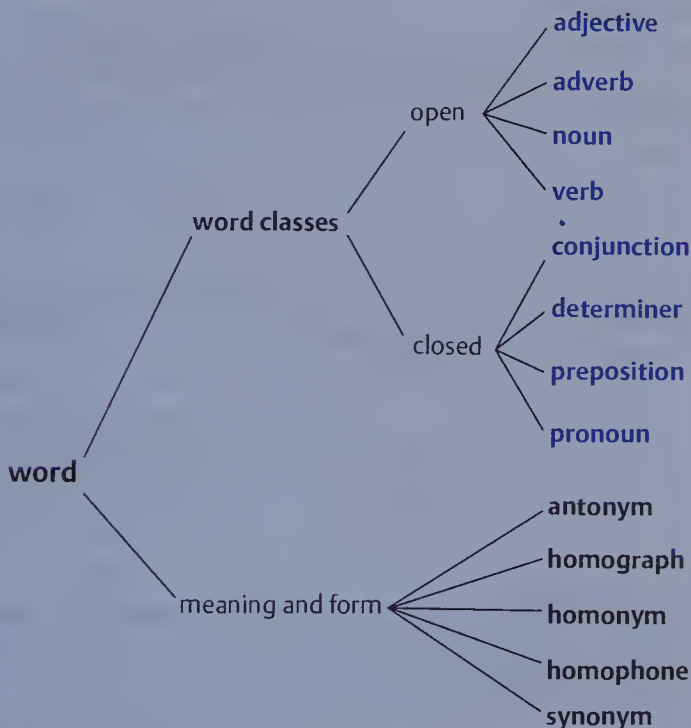 adjective
adverb
open
noun
verb
word classes
conjunction
determiner
closed
preposition
pronoun
word
antonym
homograph
meaning and form
homonym
homophone
synonym